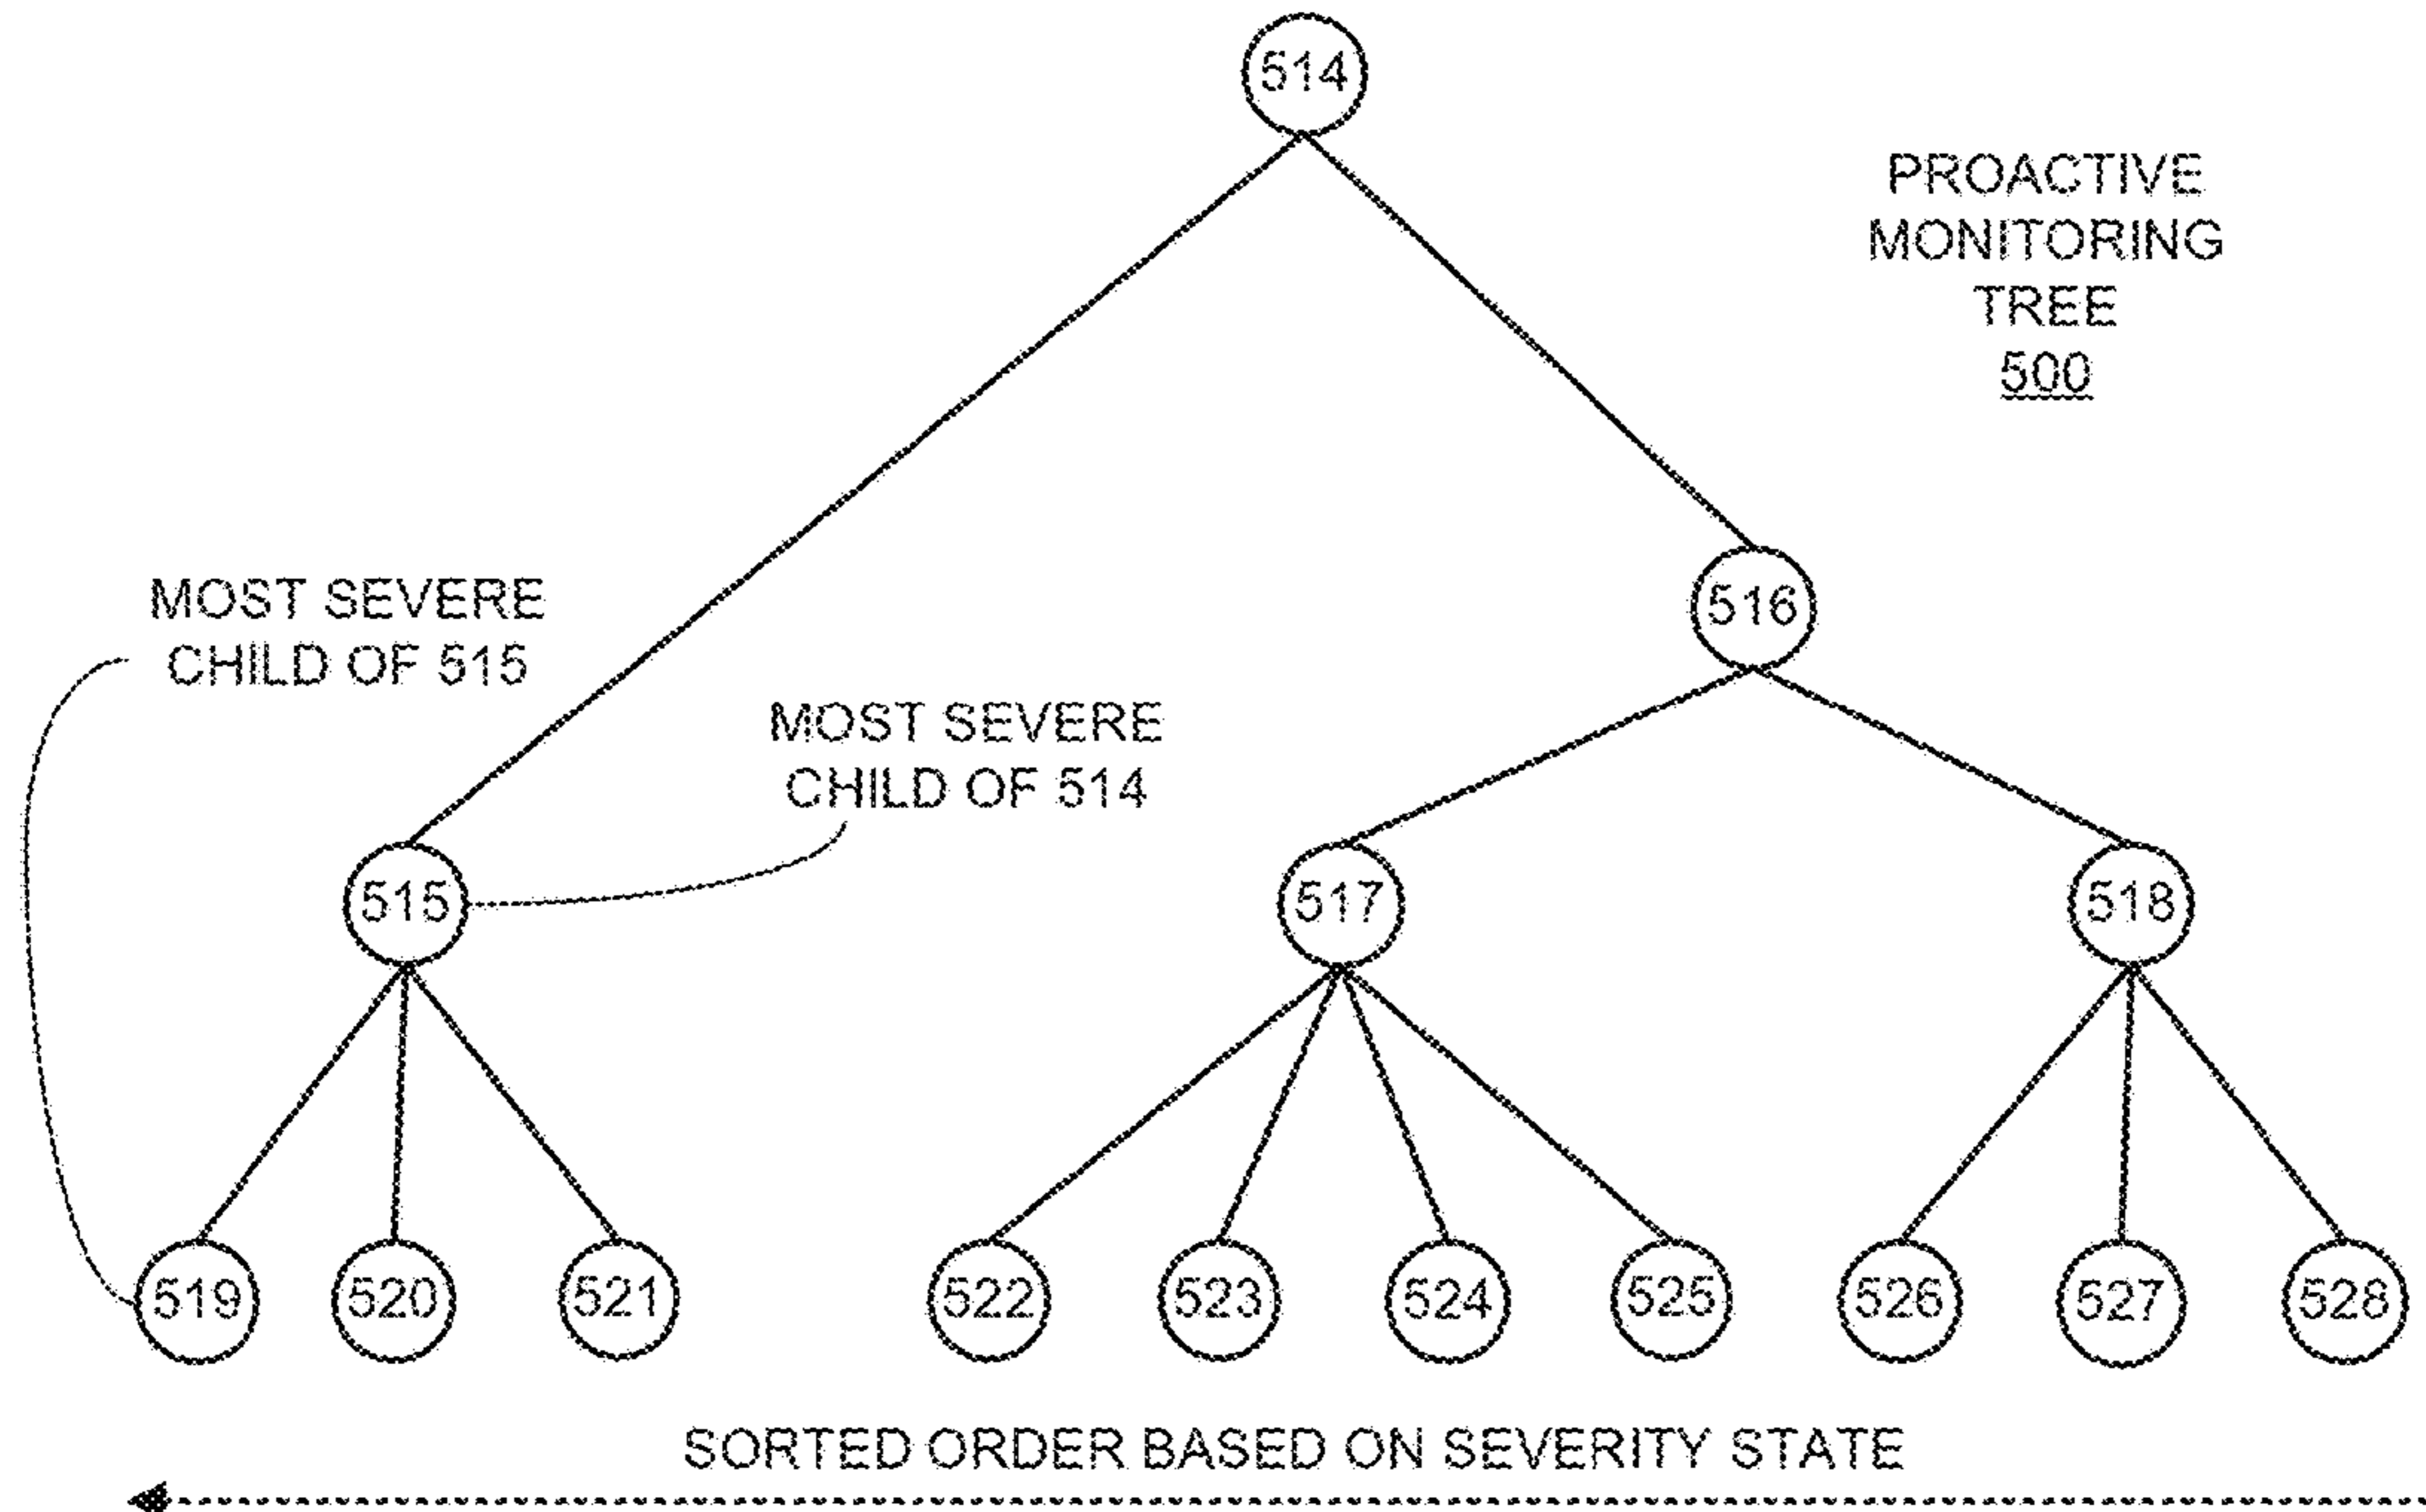 514
PROACTIVE
MONITORING
TREE
500
516
MOST SEVERE
CHILD OF 515
MOST SEVERE
CHILD OF 514
515
517
518
519
520
521
522
523
524
525
526
527
528
SORTED ORDER BASED ON SEVERITY STATE